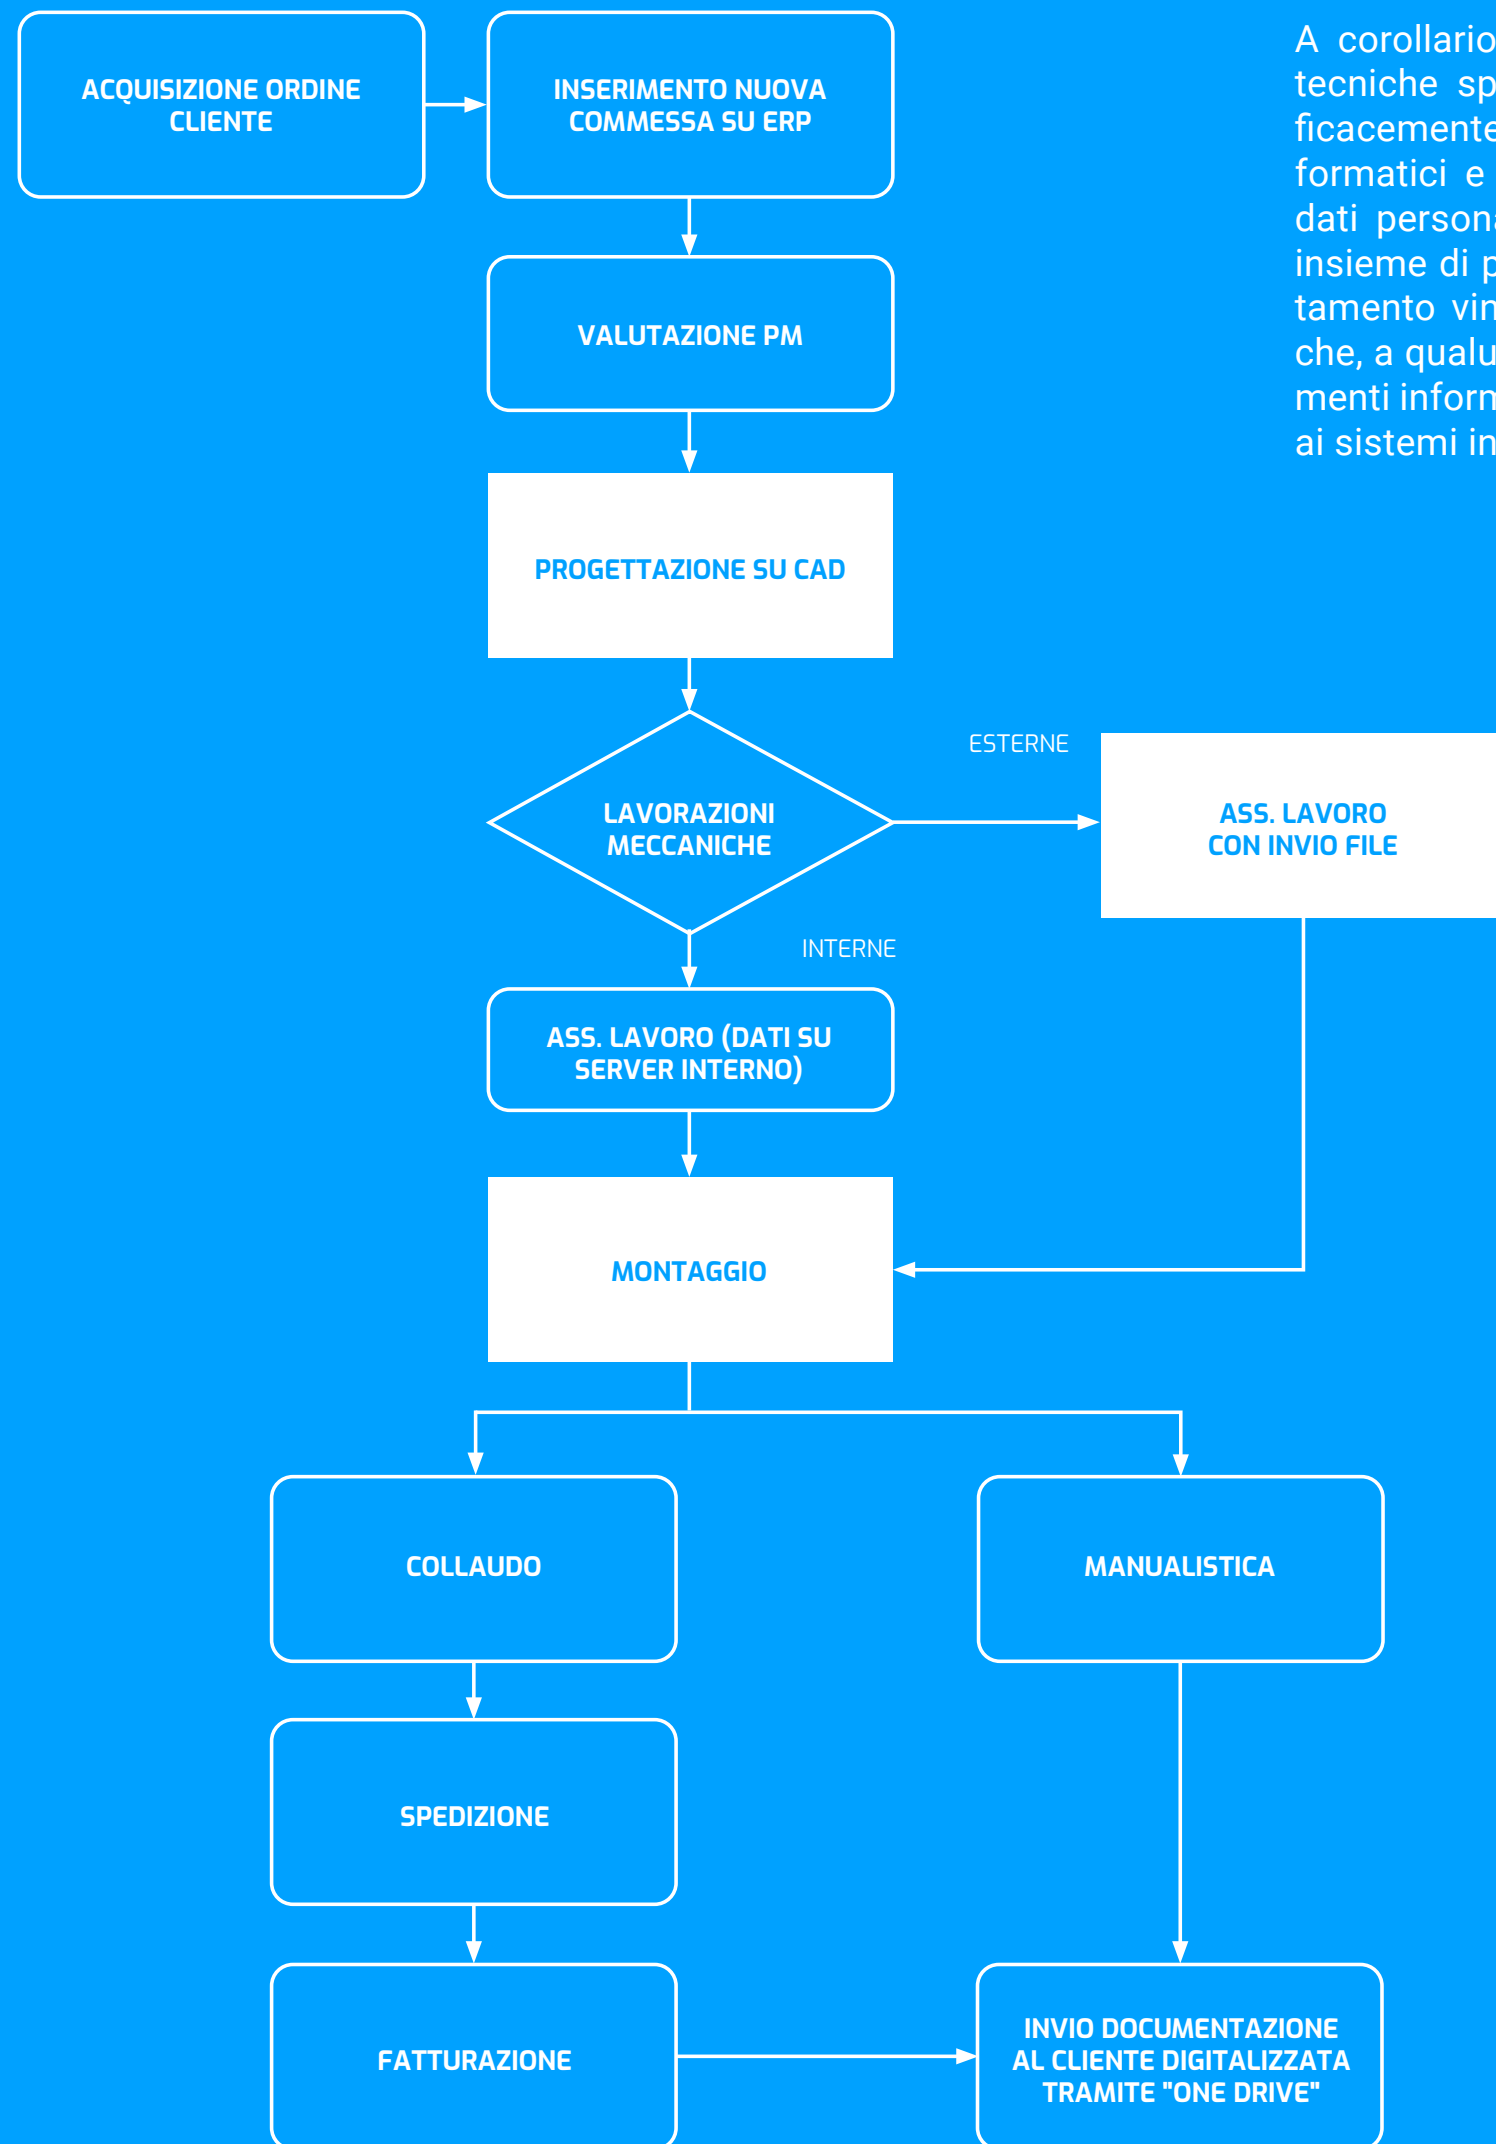 ACQUISIZIONE ORDINE
CLIENTE
INSERIMENTO NUOVA
COMMESSA SU ERP
VALUTAZIONE PM
PROGETTAZIONE SU CAD
LAVORAZIONI
MECCANICHE
ESTERNE
ASS. LAVORO
CON INVIO FILE
INTERNE
ASS. LAVORO (DATI SU
SERVER INTERNO)
MONTAGGIO
COLLAUDO
MANUALISTICA
SPEDIZIONE
FATTURAZIONE
INVIO DOCUMENTAZIONE
AL CLIENTE DIGITALIZZATA
TRAMITE "ONE DRIVE"
A corollario
tecniche sp
ficacemente
formatici e
dati person
insieme di p
tamento vin
che, a qualu
menti inform
ai sistemi in